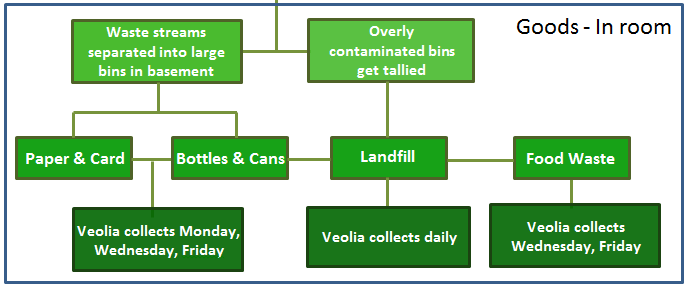 Goods - In room
Waste streams
separated into large
bins in basement
Overly
contaminated bins
get tallied
Paper & Card
Bottles & Cans
Landfill
Food Waste
Veolia collects Monday,
Wednesday, Friday
Veolia collects daily
Veolia collects
Wednesday, Friday